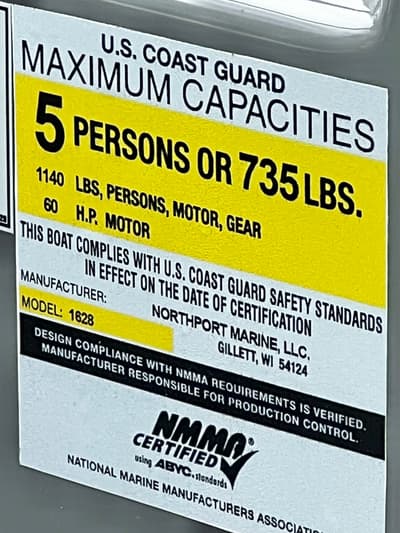 U.S. COAST GUARD
MAXIMUM CAPACITIES
5 PERSONS OR 735 LBS.
1140 LBS, PERSONS, MOTOR, GEAR
60 H.P. MOTOR
THIS BOAT COMPLIES WITH U.S. COAST GUARD SAFETY STANDARDS
IN EFFECT ON THE DATE OF CERTIFICATION
MANUFACTURER: NORTHPORT MARINE, LLC.
GILLETT, WI 54124
MODEL: 1628
DESIGN COMPLIANCE WITH NMMA REQUIREMENTS IS VERIFIED.
MANUFACTURER RESPONSIBLE FOR PRODUCTION CONTROL.
NMMA®
CERTIFIED
using ABYC. standards
NATIONAL MARINE MANUFACTURERS ASSOCIATION